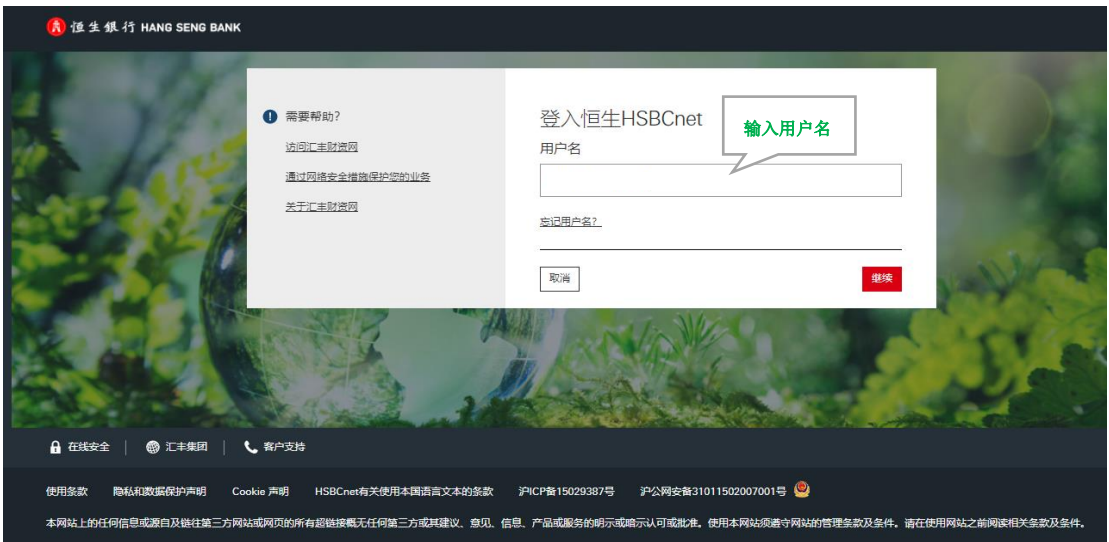 恒生銀行 HANG SENG BANK
需要帮助?
访问汇丰财资网
通过网络安全措施保护您的业务
关于汇丰财资网
登入恒生HSBCnet
输入用户名
用户名
忘记用户名?
取消
继续
在线安全
汇丰集团
客户支持
使用条款 隐私和数据保护声明 Cookie 声明 HSBCnet有关使用本国语言文本的条款 沪ICP备15029387号 沪公网安备31011502007001号
本网站上的任何信息或源自及链往第三方网站或网页的所有超链接概无任何第三方或其建议、意见、信息、产品或服务的明示或暗示认可或批准。使用本网站须遵守网站的管理条款及条件。请在使用网站之前阅读相关条款及条件。